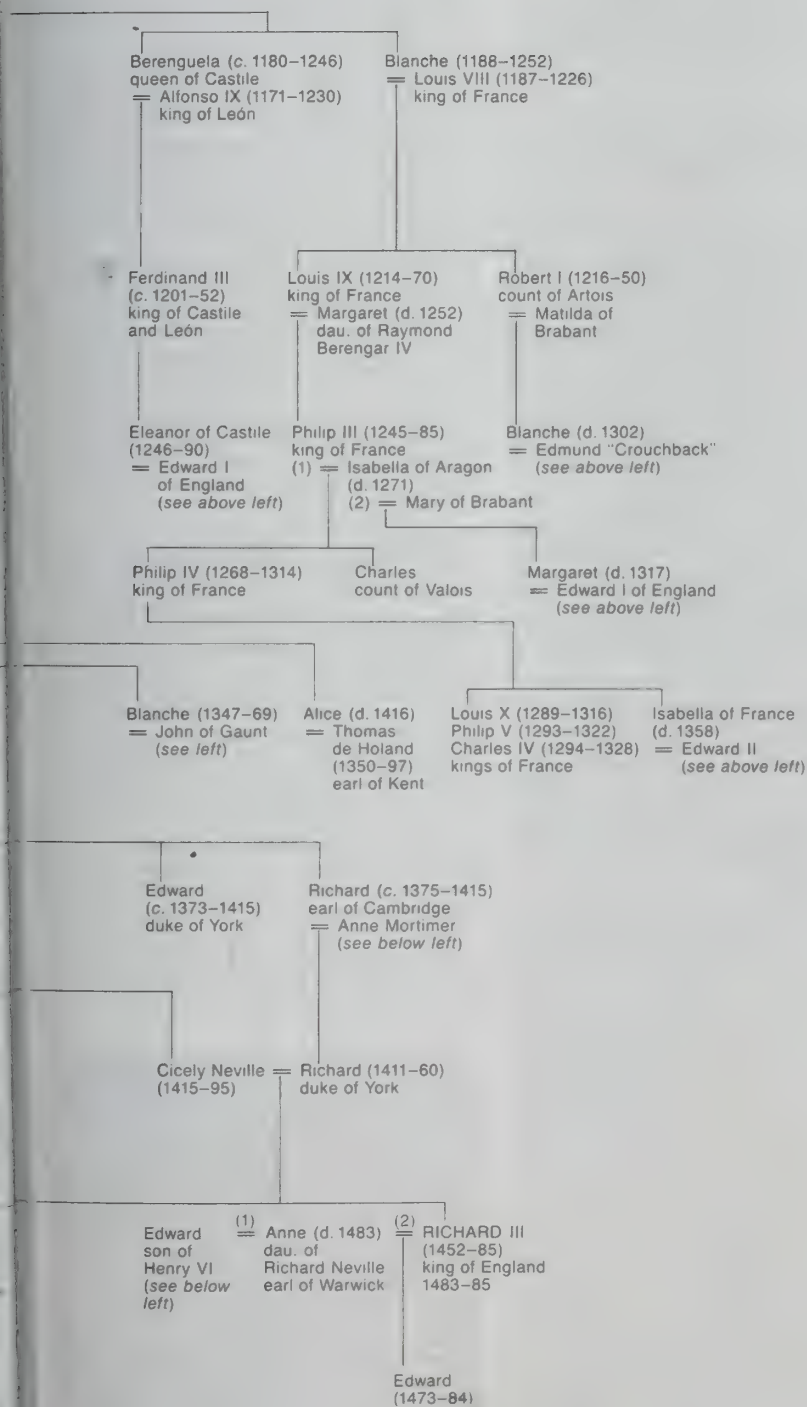 Berenguela (c. 1180–1246)
queen of Castile
= Alfonso IX (1171–1230)
king of León
Blanche (1188–1252)
= Louis VIII (1187–1226)
king of France
Ferdinand III
(c. 1201–52)
king of Castile
and León
Louis IX (1214–70)
king of France
= Margaret (d. 1252)
dau. of Raymond
Berengar IV
Robert I (1216–50)
count of Artois
= Matilda of
Brabant
Eleanor of Castile
(1246–90)
= Edward I
of England
(see above left)
Philip III (1245–85)
king of France
(1) = Isabella of Aragon
(d. 1271)
(2) = Mary of Brabant
Blanche (d. 1302)
= Edmund "Crouchback"
(see above left)
Philip IV (1268–1314)
king of France
Charles
count of Valois
Margaret (d. 1317)
= Edward I of England
(see above left)
Blanche (1347–69)
= John of Gaunt
(see left)
Alice (d. 1416)
= Thomas
de Holand
(1350–97)
earl of Kent
Louis X (1289–1316)
Philip V (1293–1322)
Charles IV (1294–1328)
kings of France
Isabella of France
(d. 1358)
= Edward II
(see above left)
Edward
(c. 1373–1415)
duke of York
Richard (c. 1375–1415)
earl of Cambridge
= Anne Mortimer
(see below left)
Cicely Neville =
(1415–95)
Richard (1411–60)
duke of York
Edward
son of
Henry VI
(see below
left)
(1)
= Anne (d. 1483)
dau. of
Richard Neville
earl of Warwick
(2)
= RICHARD III
(1452–85)
king of England
1483–85
Edward
(1473–84)